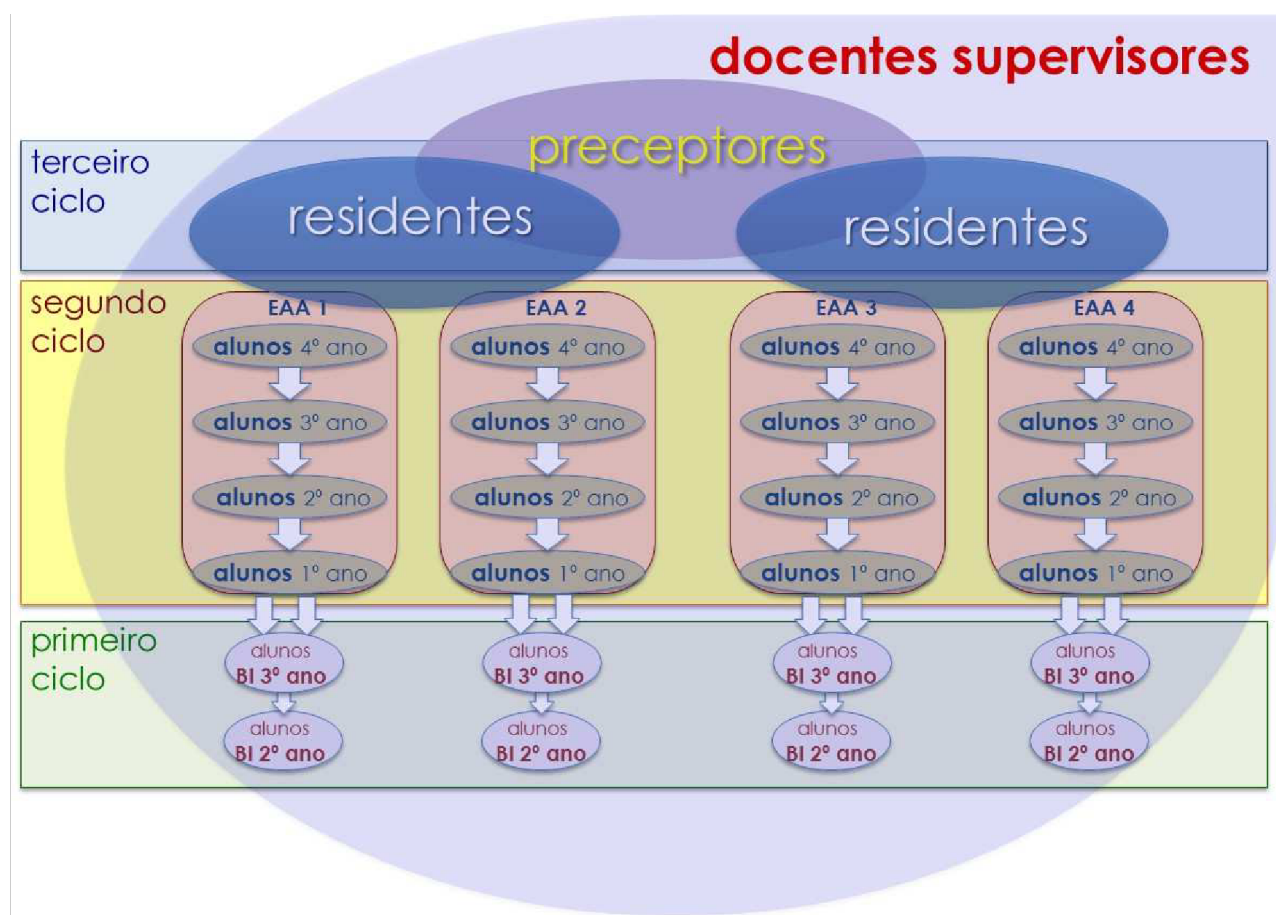 docentes supervisores
preceptores
terceiro
ciclo
residentes
residentes
segundo
ciclo
EAA 1
alunos 4º ano
alunos 3º ano
alunos 2º ano
alunos 1º ano
EAA 2
alunos 4º ano
alunos 3º ano
alunos 2º ano
alunos 1º ano
EAA 3
alunos 4º ano
alunos 3º ano
alunos 2º ano
alunos 1º ano
EAA 4
alunos 4º ano
alunos 3º ano
alunos 2º ano
alunos 1º ano
primeiro
ciclo
alunos
BI 3º ano
alunos
BI 2º ano
alunos
BI 3º ano
alunos
BI 2º ano
alunos
BI 3º ano
alunos
BI 2º ano
alunos
BI 3º ano
alunos
BI 2º ano